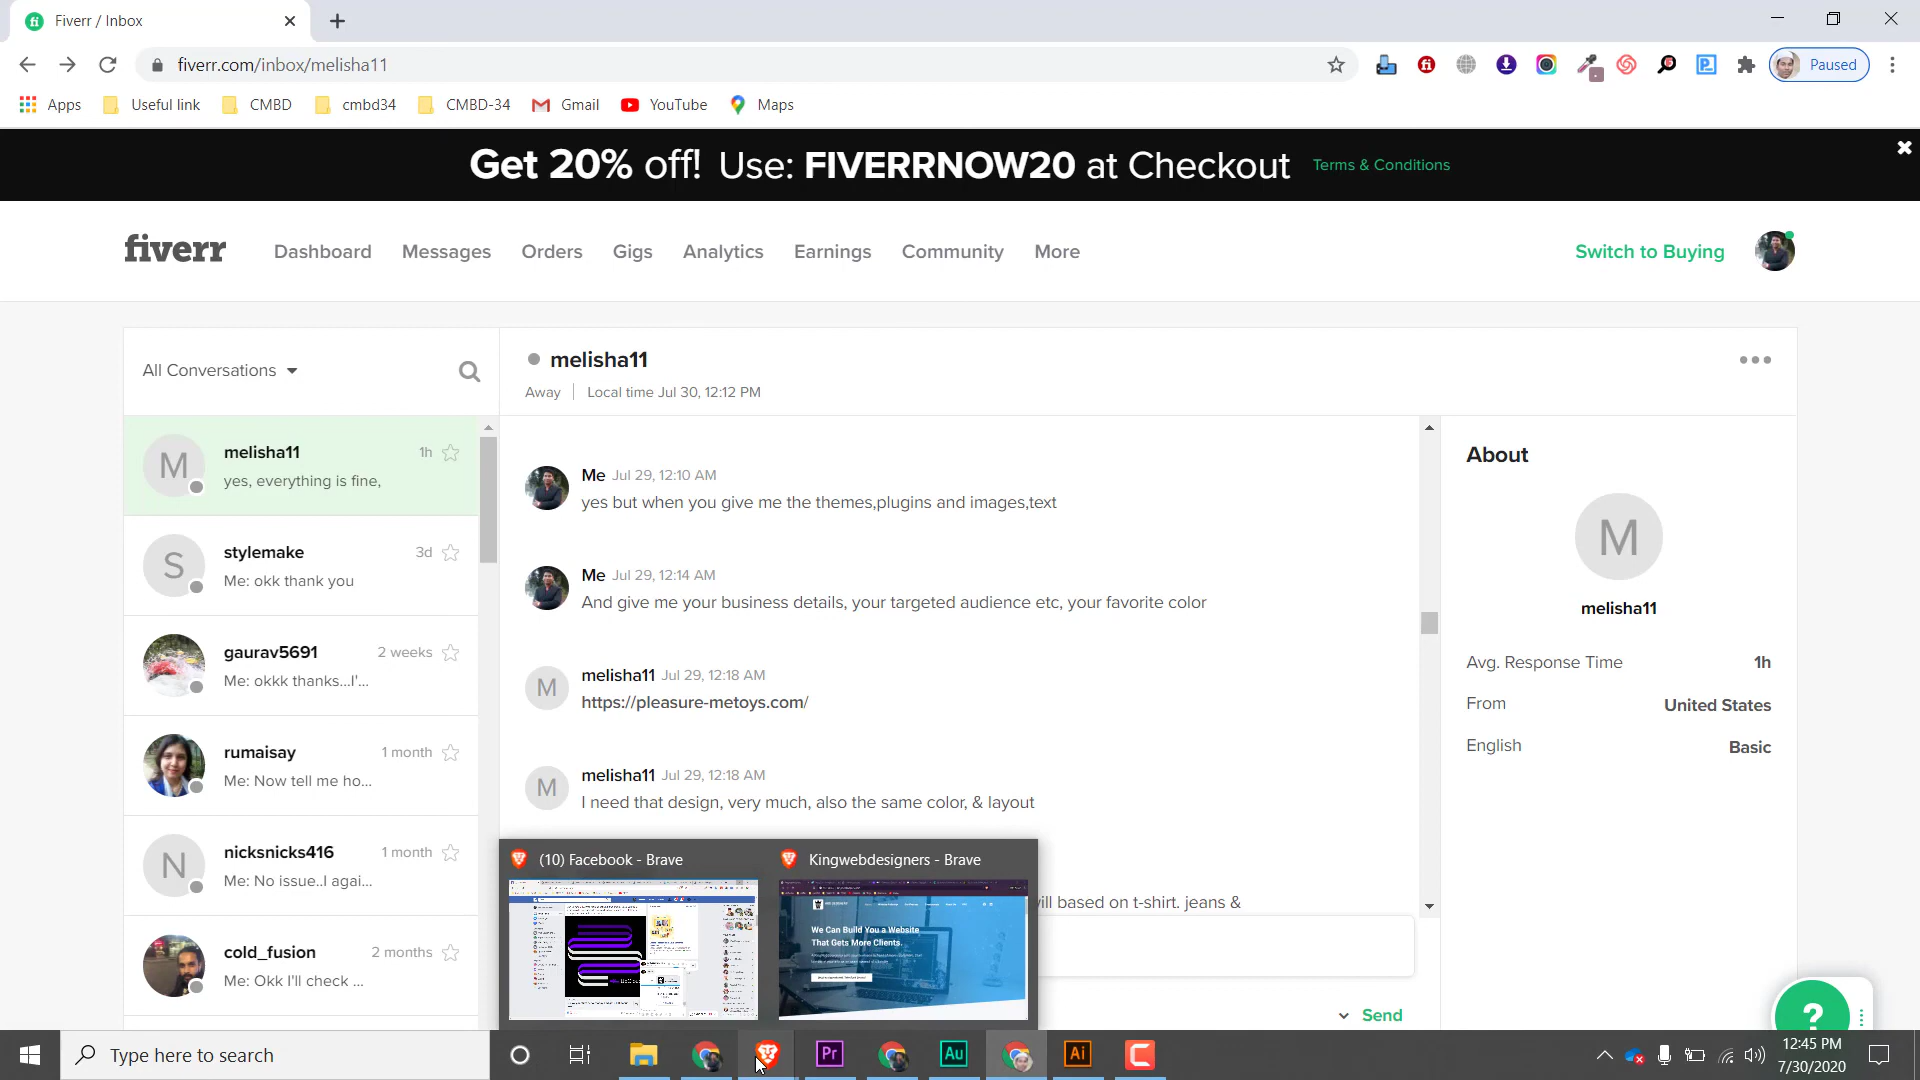 Fiverr / Inbox
fiverr.com/inbox/melisha11
Paused
Apps
Useful link
CMBD
cmbd34
CMBD-34
Gmail
YouTube
Maps
Get 20% off! Use: FIVERRNOW20 at Checkout Terms & Conditions
fiverr
Dashboard
Messages
Orders
Gigs
Analytics
Earnings
Community
More
Switch to Buying
All Conversations
melisha11 1h
yes, everything is fine,
stylemake 3d
Me: okk thank you
gaurav5691 2 weeks
Me: okkk thanks...I'...
rumaisay 1 month
Me: Now tell me ho...
nicksnicks416 1 month
Me: No issue..I agai...
cold_fusion 2 months
Me: Okk I'll check ...
melisha11
Away
Local time Jul 30, 12:12 PM
Me Jul 29, 12:10 AM
yes but when you give me the themes,plugins and images,text
Me Jul 29, 12:14 AM
And give me your business details, your targeted audience etc, your favorite color
M melisha11 Jul 29, 12:18 AM
https://pleasure-metoys.com/
M melisha11 Jul 29, 12:18 AM
I need that design, very much, also the same color, & layout
will based on t-shirt. jeans &
Send
About
M
melisha11
Avg. Response Time 1h
From United States
English Basic
(10) Facebook - Brave
Kingwebdesigners - Brave
We Can Build You a Website
That Gets More Clients.
Type here to search
12:45 PM
7/30/2020